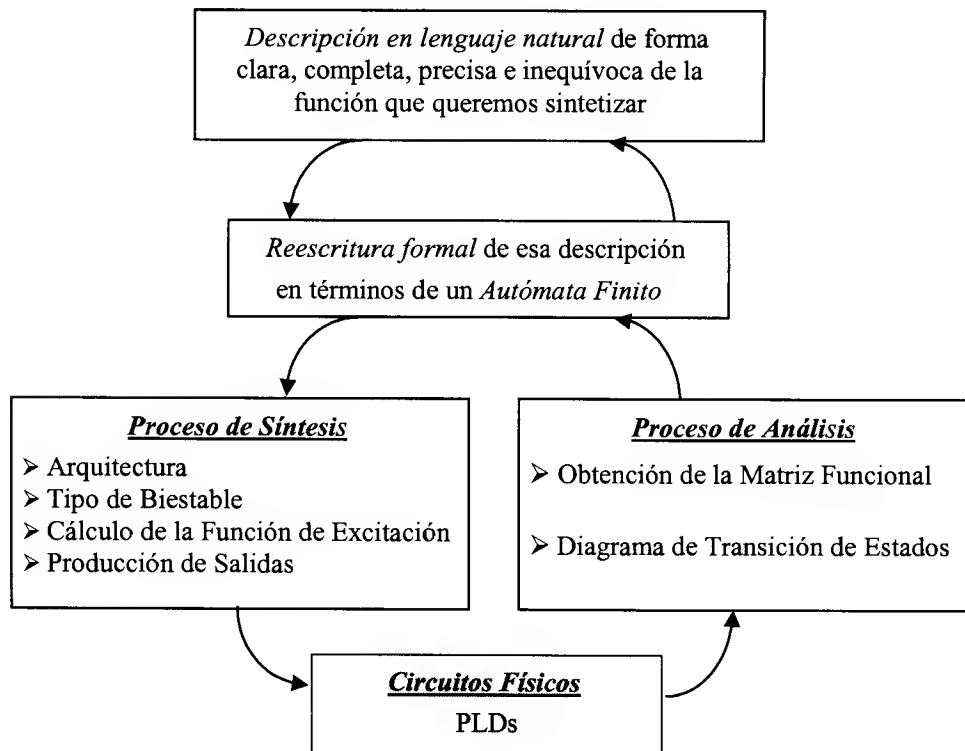 Descripción en lenguaje natural de forma
clara, completa, precisa e inequívoca de la
función que queremos sintetizar
Reescritura formal de esa descripción
en términos de un Autómata Finito
Proceso de Síntesis
➢ Arquitectura
➢ Tipo de Biestable
➢ Cálculo de la Función de Excitación
➢ Producción de Salidas
Proceso de Análisis
➢ Obtención de la Matriz Funcional
➢ Diagrama de Transición de Estados
Circuitos Físicos
PLDs